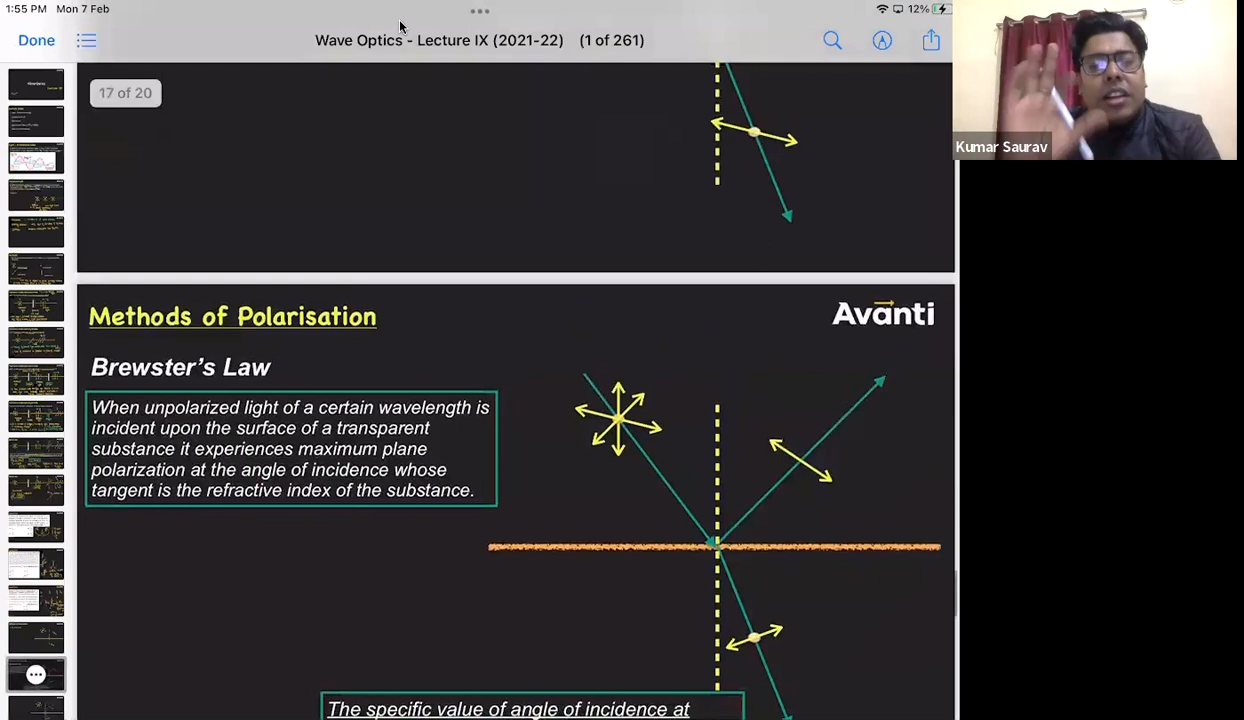 1:55 PM Mon 7 Feb
12%
Done
Wave Optics - Lecture IX (2021-22) (1 of 261)
17 of 20
Kumar Saurav
Methods of Polarisation
Avanti
Brewster's Law
When unpolarized light of a certain wavelength is
incident upon the surface of a transparent
substance it experiences maximum plane
polarization at the angle of incidence whose
tangent is the refractive index of the substance.
The specific value of angle of incidence at